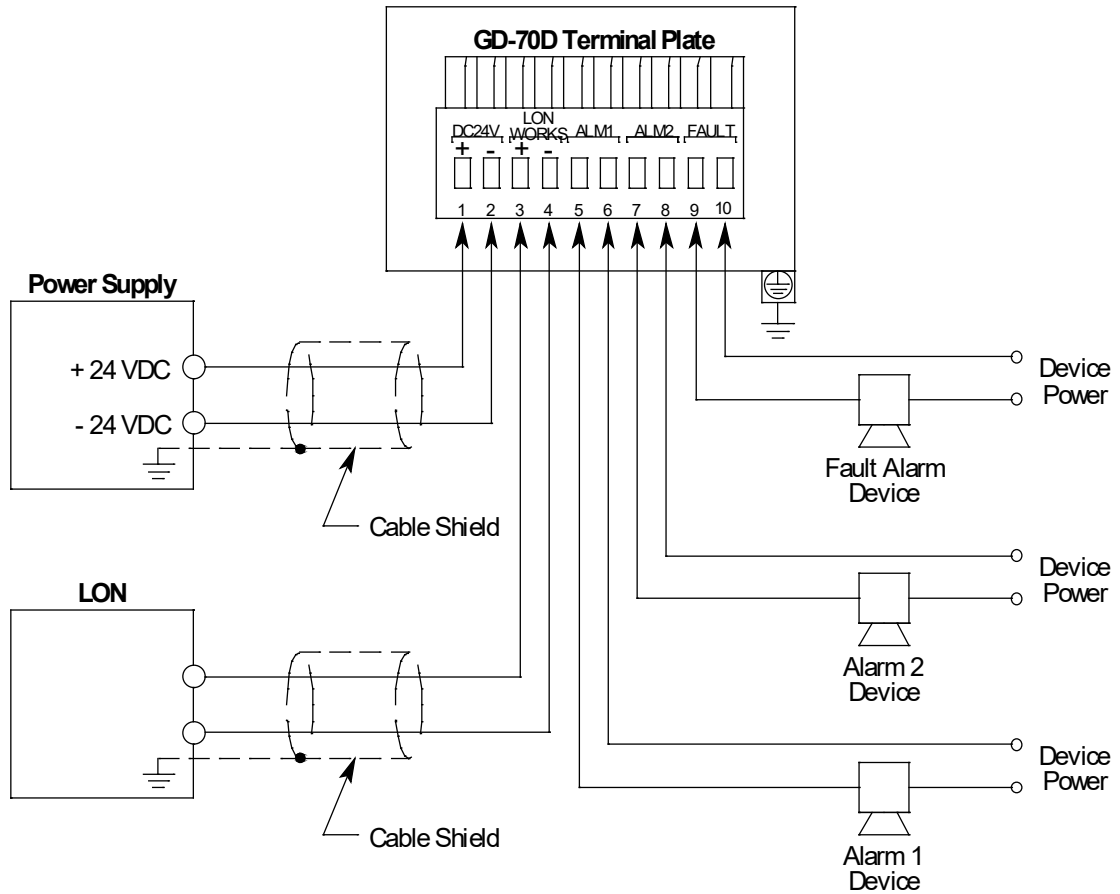 GD-70D Terminal Plate
LON
DC24V WORKS ALM1 ALM2 FAULT
+ - + -
1 2 3 4 5 6 7 8 9 10
Power Supply
+ 24 VDC
- 24 VDC
Cable Shield
Device
Power
Fault Alarm
Device
LON
Cable Shield
Device
Power
Alarm 2
Device
Device
Power
Alarm 1
Device